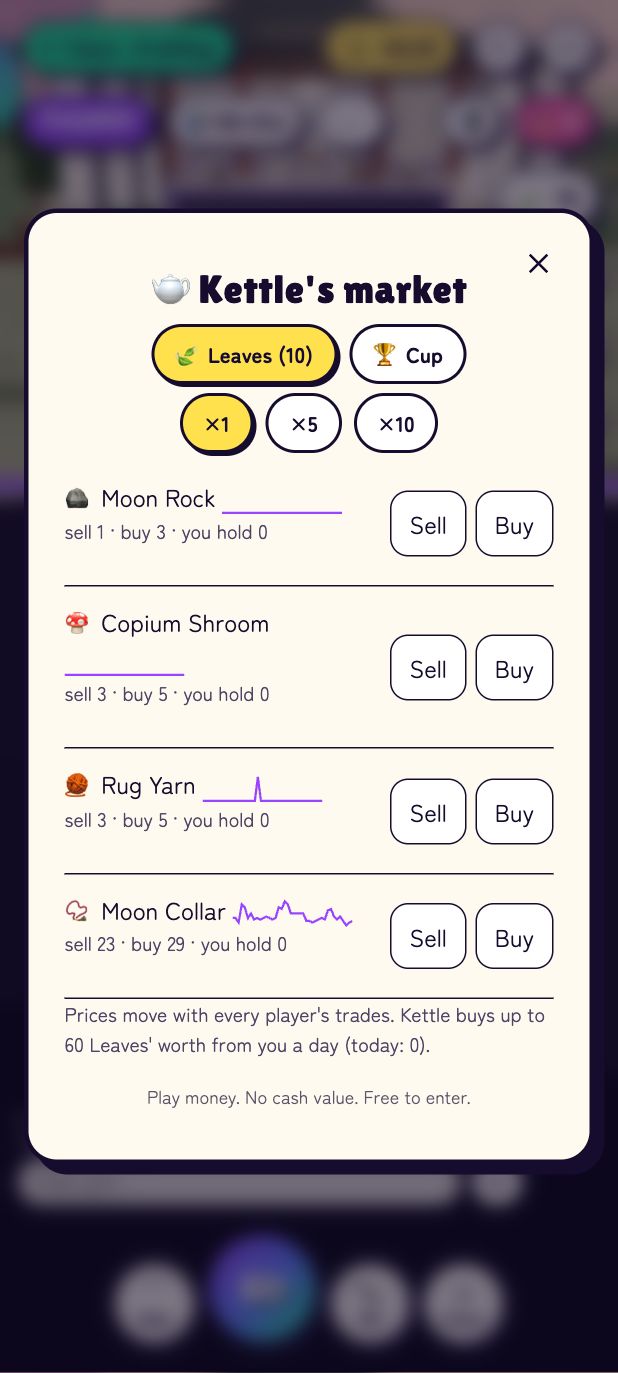 Kettle's market
Leaves (10)
Cup
×1
×5
×10
Moon Rock
sell 1 · buy 3 · you hold 0
Sell
Buy
Copium Shroom
sell 3 · buy 5 · you hold 0
Sell
Buy
Rug Yarn
sell 3 · buy 5 · you hold 0
Sell
Buy
Moon Collar
sell 23 · buy 29 · you hold 0
Sell
Buy
Prices move with every player's trades. Kettle buys up to
60 Leaves' worth from you a day (today: 0).
Play money. No cash value. Free to enter.